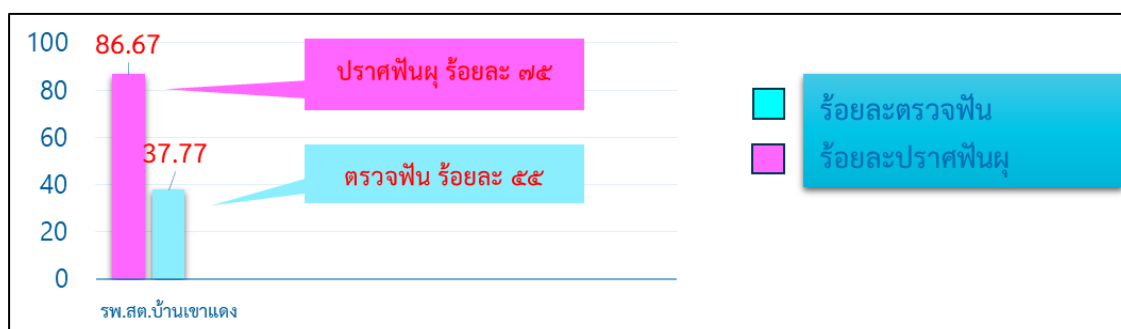 100
80
60
40
20
0
86.67
37.77
ปราศฟันผุ ร้อยละ ๗๕
ตรวจฟัน ร้อยละ ๕๕
รพ.สต.บ้านเขาแดง
ร้อยละตรวจฟัน
ร้อยละปราศฟันผุ